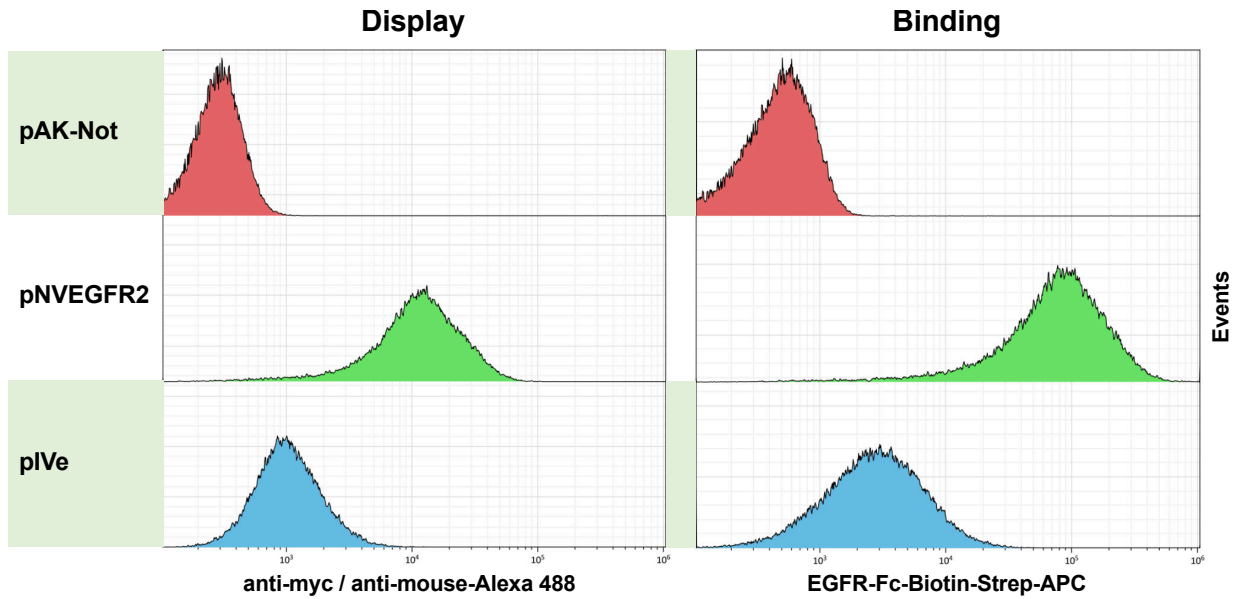 Display Binding
pAK-Not
pNVEGFR2
Events
pIVe
10³ 10⁴ 10⁵ 10⁶ 10³ 10⁴ 10⁵ 10⁶
anti-myc / anti-mouse-Alexa 488 EGFR-Fc-Biotin-Strep-APC